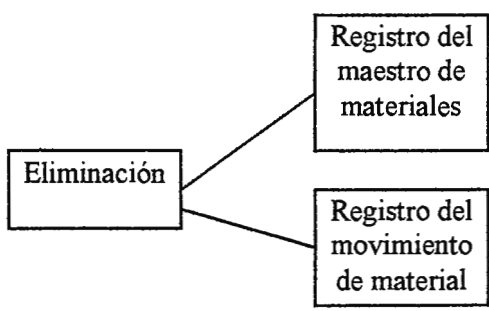 Registro del
maestro de
materiales
Eliminación
Registro del
movimiento
de material